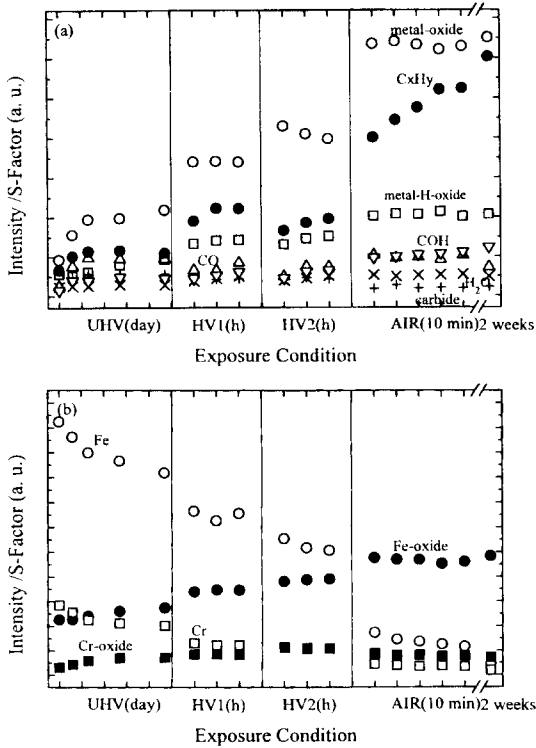 (a)
metal-oxide
CxHy
metal-H-oxide
CO
COH
H2O
carbide
Intensity /S-Factor (a. u.)
UHV(day)
HV1(h)
HV2(h)
AIR(10 min)2 weeks
Exposure Condition
(b)
Fe
Fe-oxide
Cr
Cr-oxide
Intensity /S-Factor (a. u.)
UHV(day)
HV1(h)
HV2(h)
AIR(10 min)2 weeks
Exposure Condition